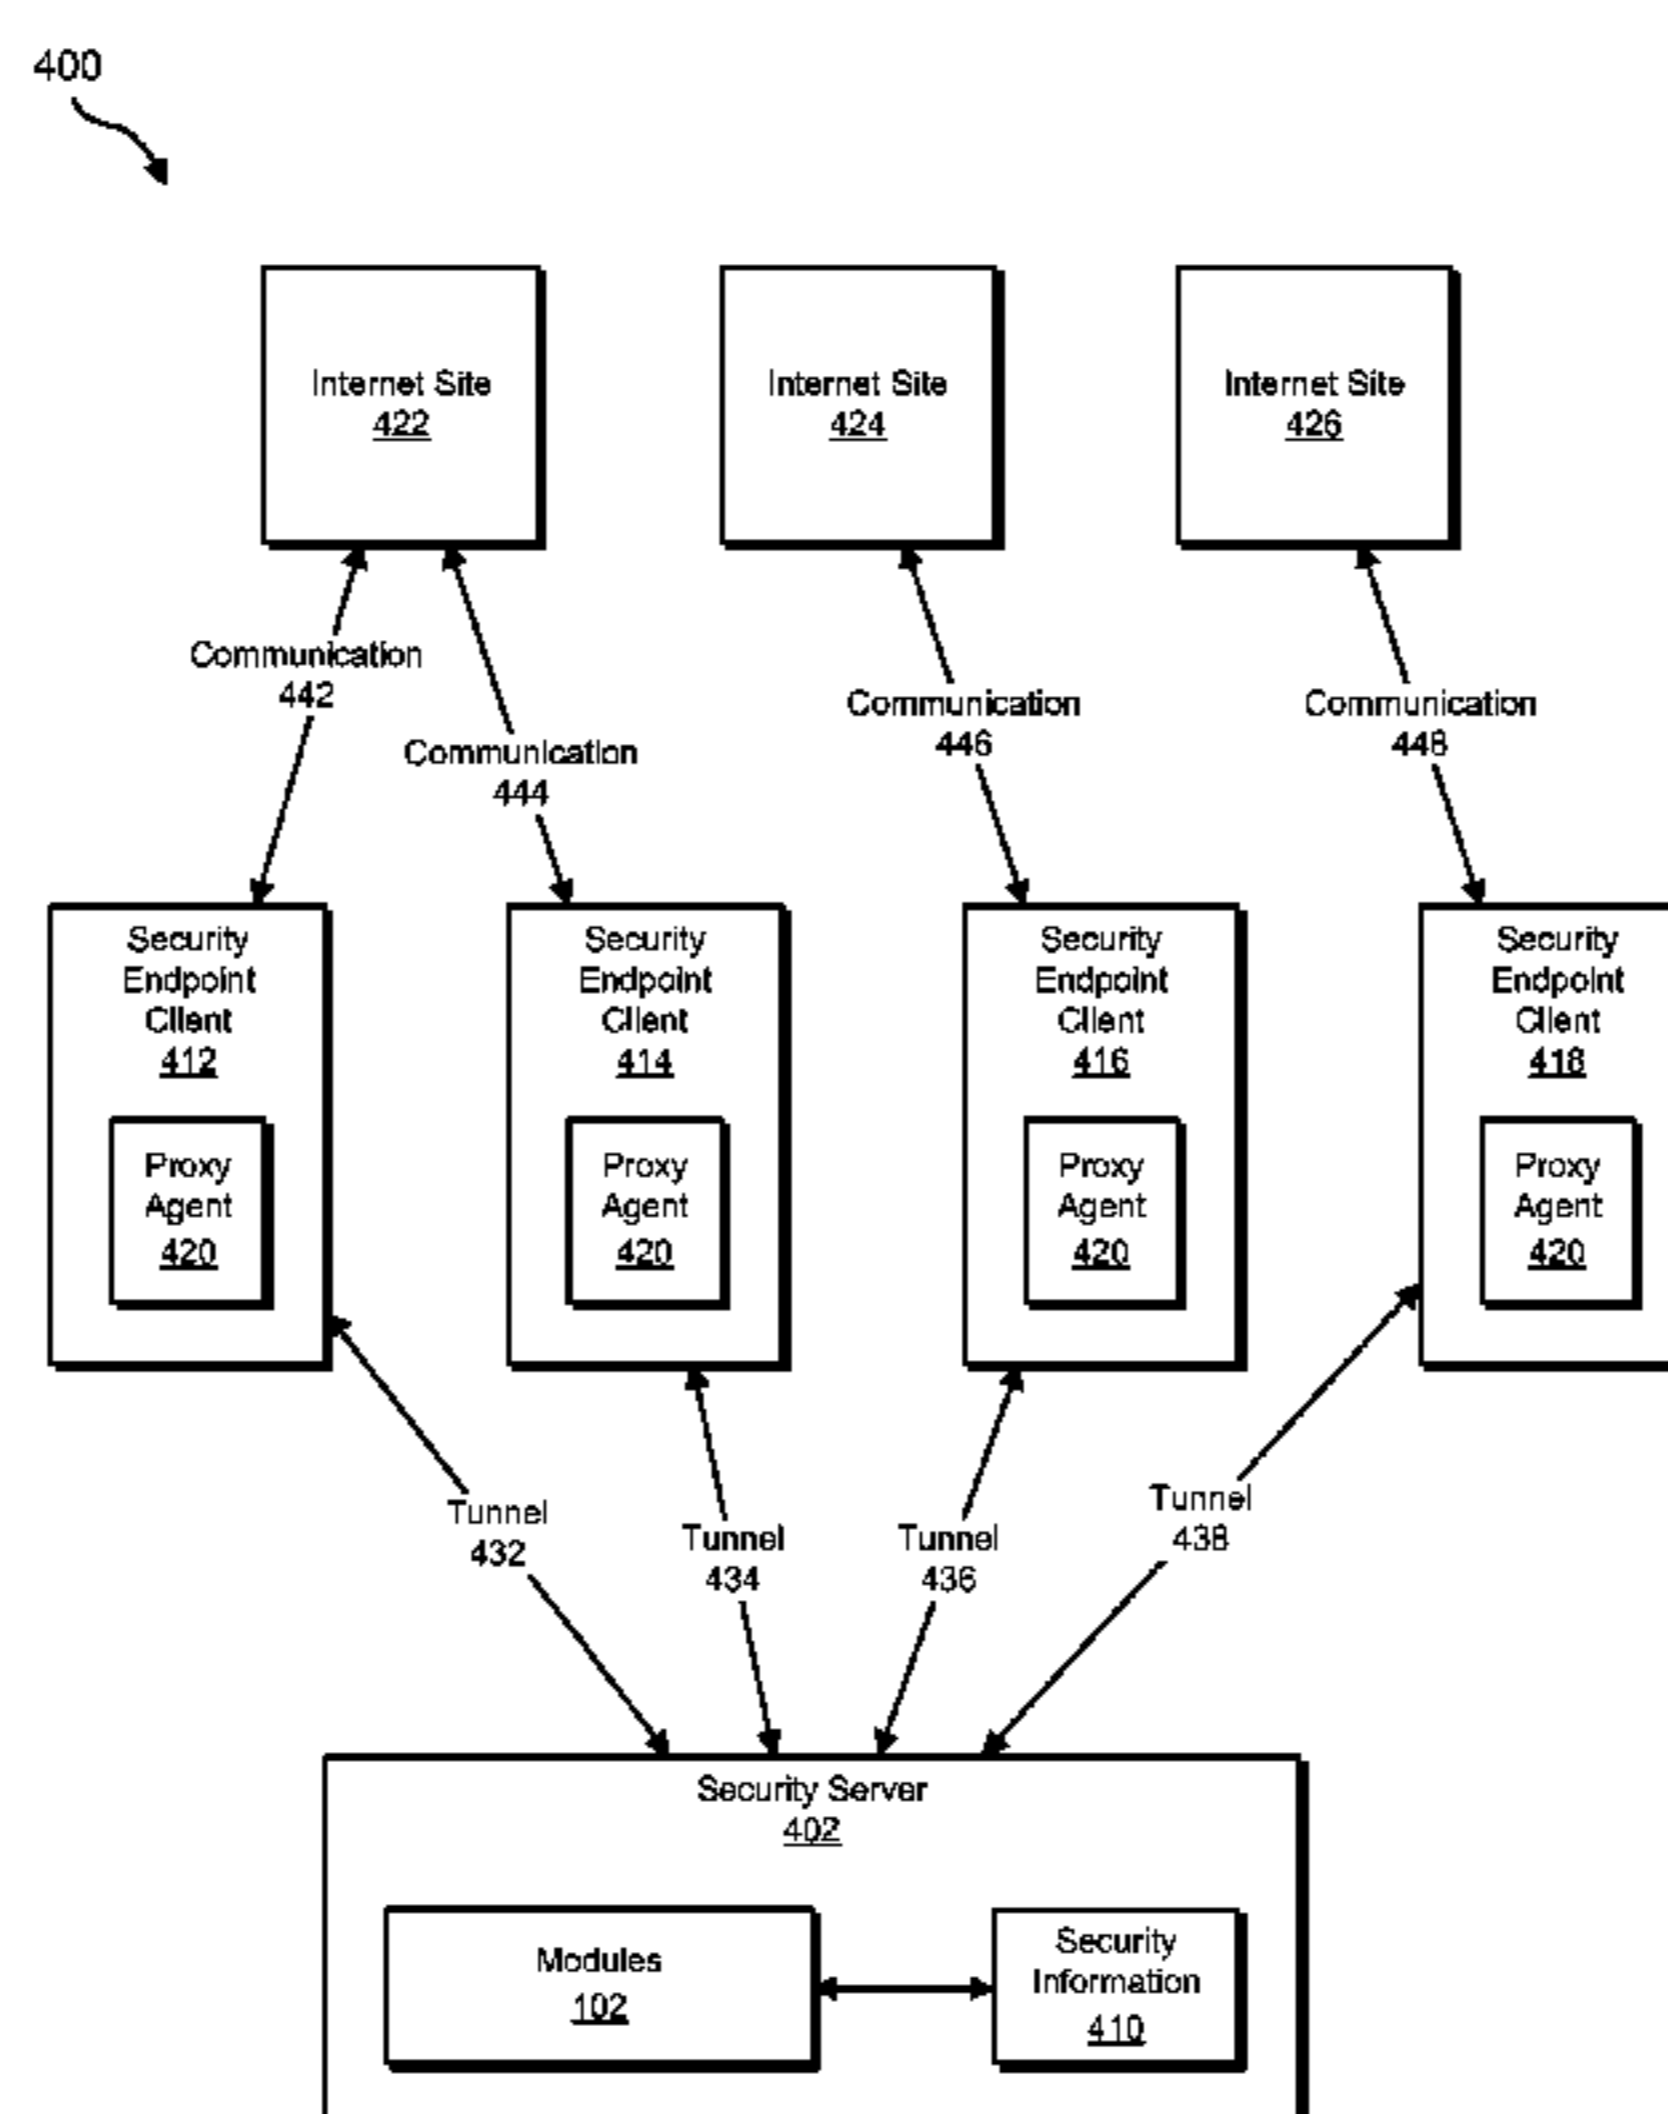 400
Internet Site
422
Internet Site
424
Internet Site
426
Communication
442
Communication
444
Communication
446
Communication
448
Security
Endpoint
Client
412
Proxy
Agent
420
Security
Endpoint
Client
414
Proxy
Agent
420
Security
Endpoint
Client
416
Proxy
Agent
420
Security
Endpoint
Client
418
Proxy
Agent
420
Tunnel
432
Tunnel
434
Tunnel
436
Tunnel
438
Security Server
402
Modules
102
Security
Information
410